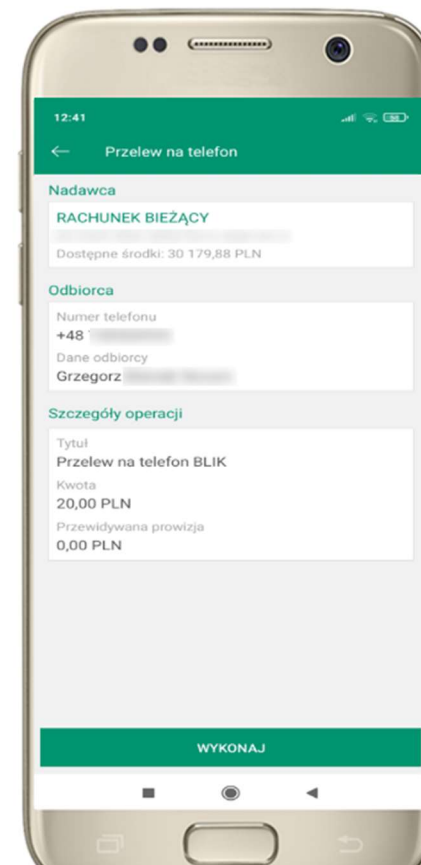 12:41
Przelew na telefon
Nadawca
RACHUNEK BIEŻĄCY
Dostępne środki: 30 179,88 PLN
Odbiorca
Numer telefonu
+48
Dane odbiorcy
Grzegorz
Szczegóły operacji
Tytuł
Przelew na telefon BLIK
Kwota
20,00 PLN
Przewidywana prowizja
0,00 PLN
WYKONAJ